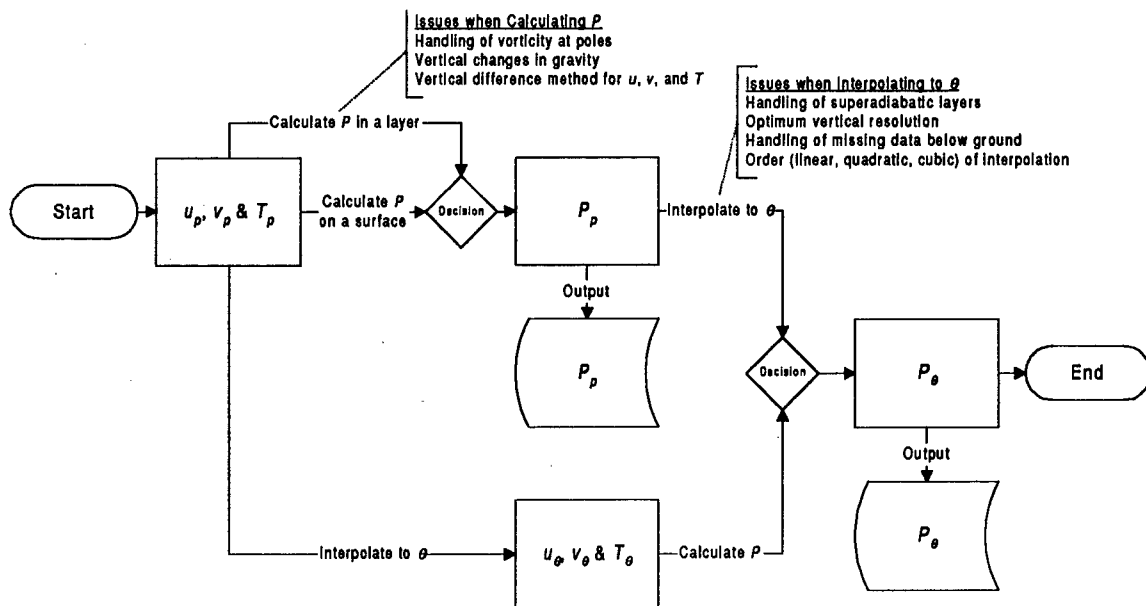 Issues when Calculating P
Handling of vorticity at poles
Vertical changes in gravity
Vertical difference method for u, v, and T
Issues when Interpolating to θ
Handling of superadiabatic layers
Optimum vertical resolution
Handling of missing data below ground
Order (linear, quadratic, cubic) of interpolation
Calculate P in a layer
Start
u_p, v_p & T_p
Calculate P
on a surface
Decision
P_p
Interpolate to θ
Output
P_p
Decision
P_θ
End
Output
P_θ
Interpolate to θ
u_θ, v_θ & T_θ
Calculate P